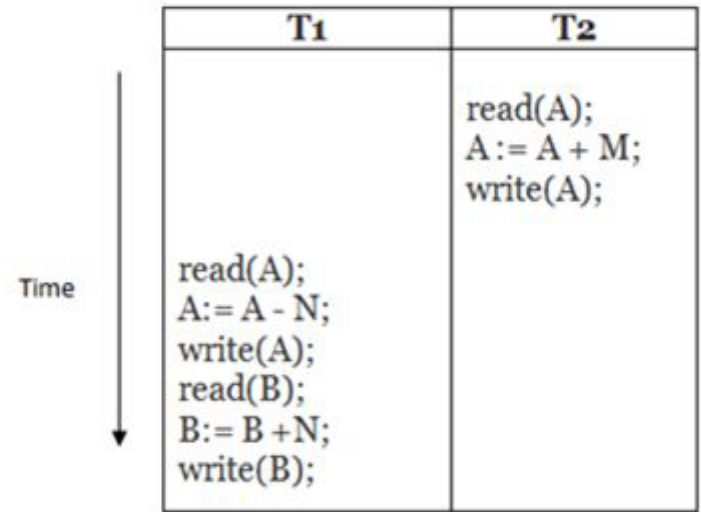 T1 T2
read(A);
A:= A + M;
write(A);
Time
read(A);
A:= A - N;
write(A);
read(B);
B:= B +N;
write(B);